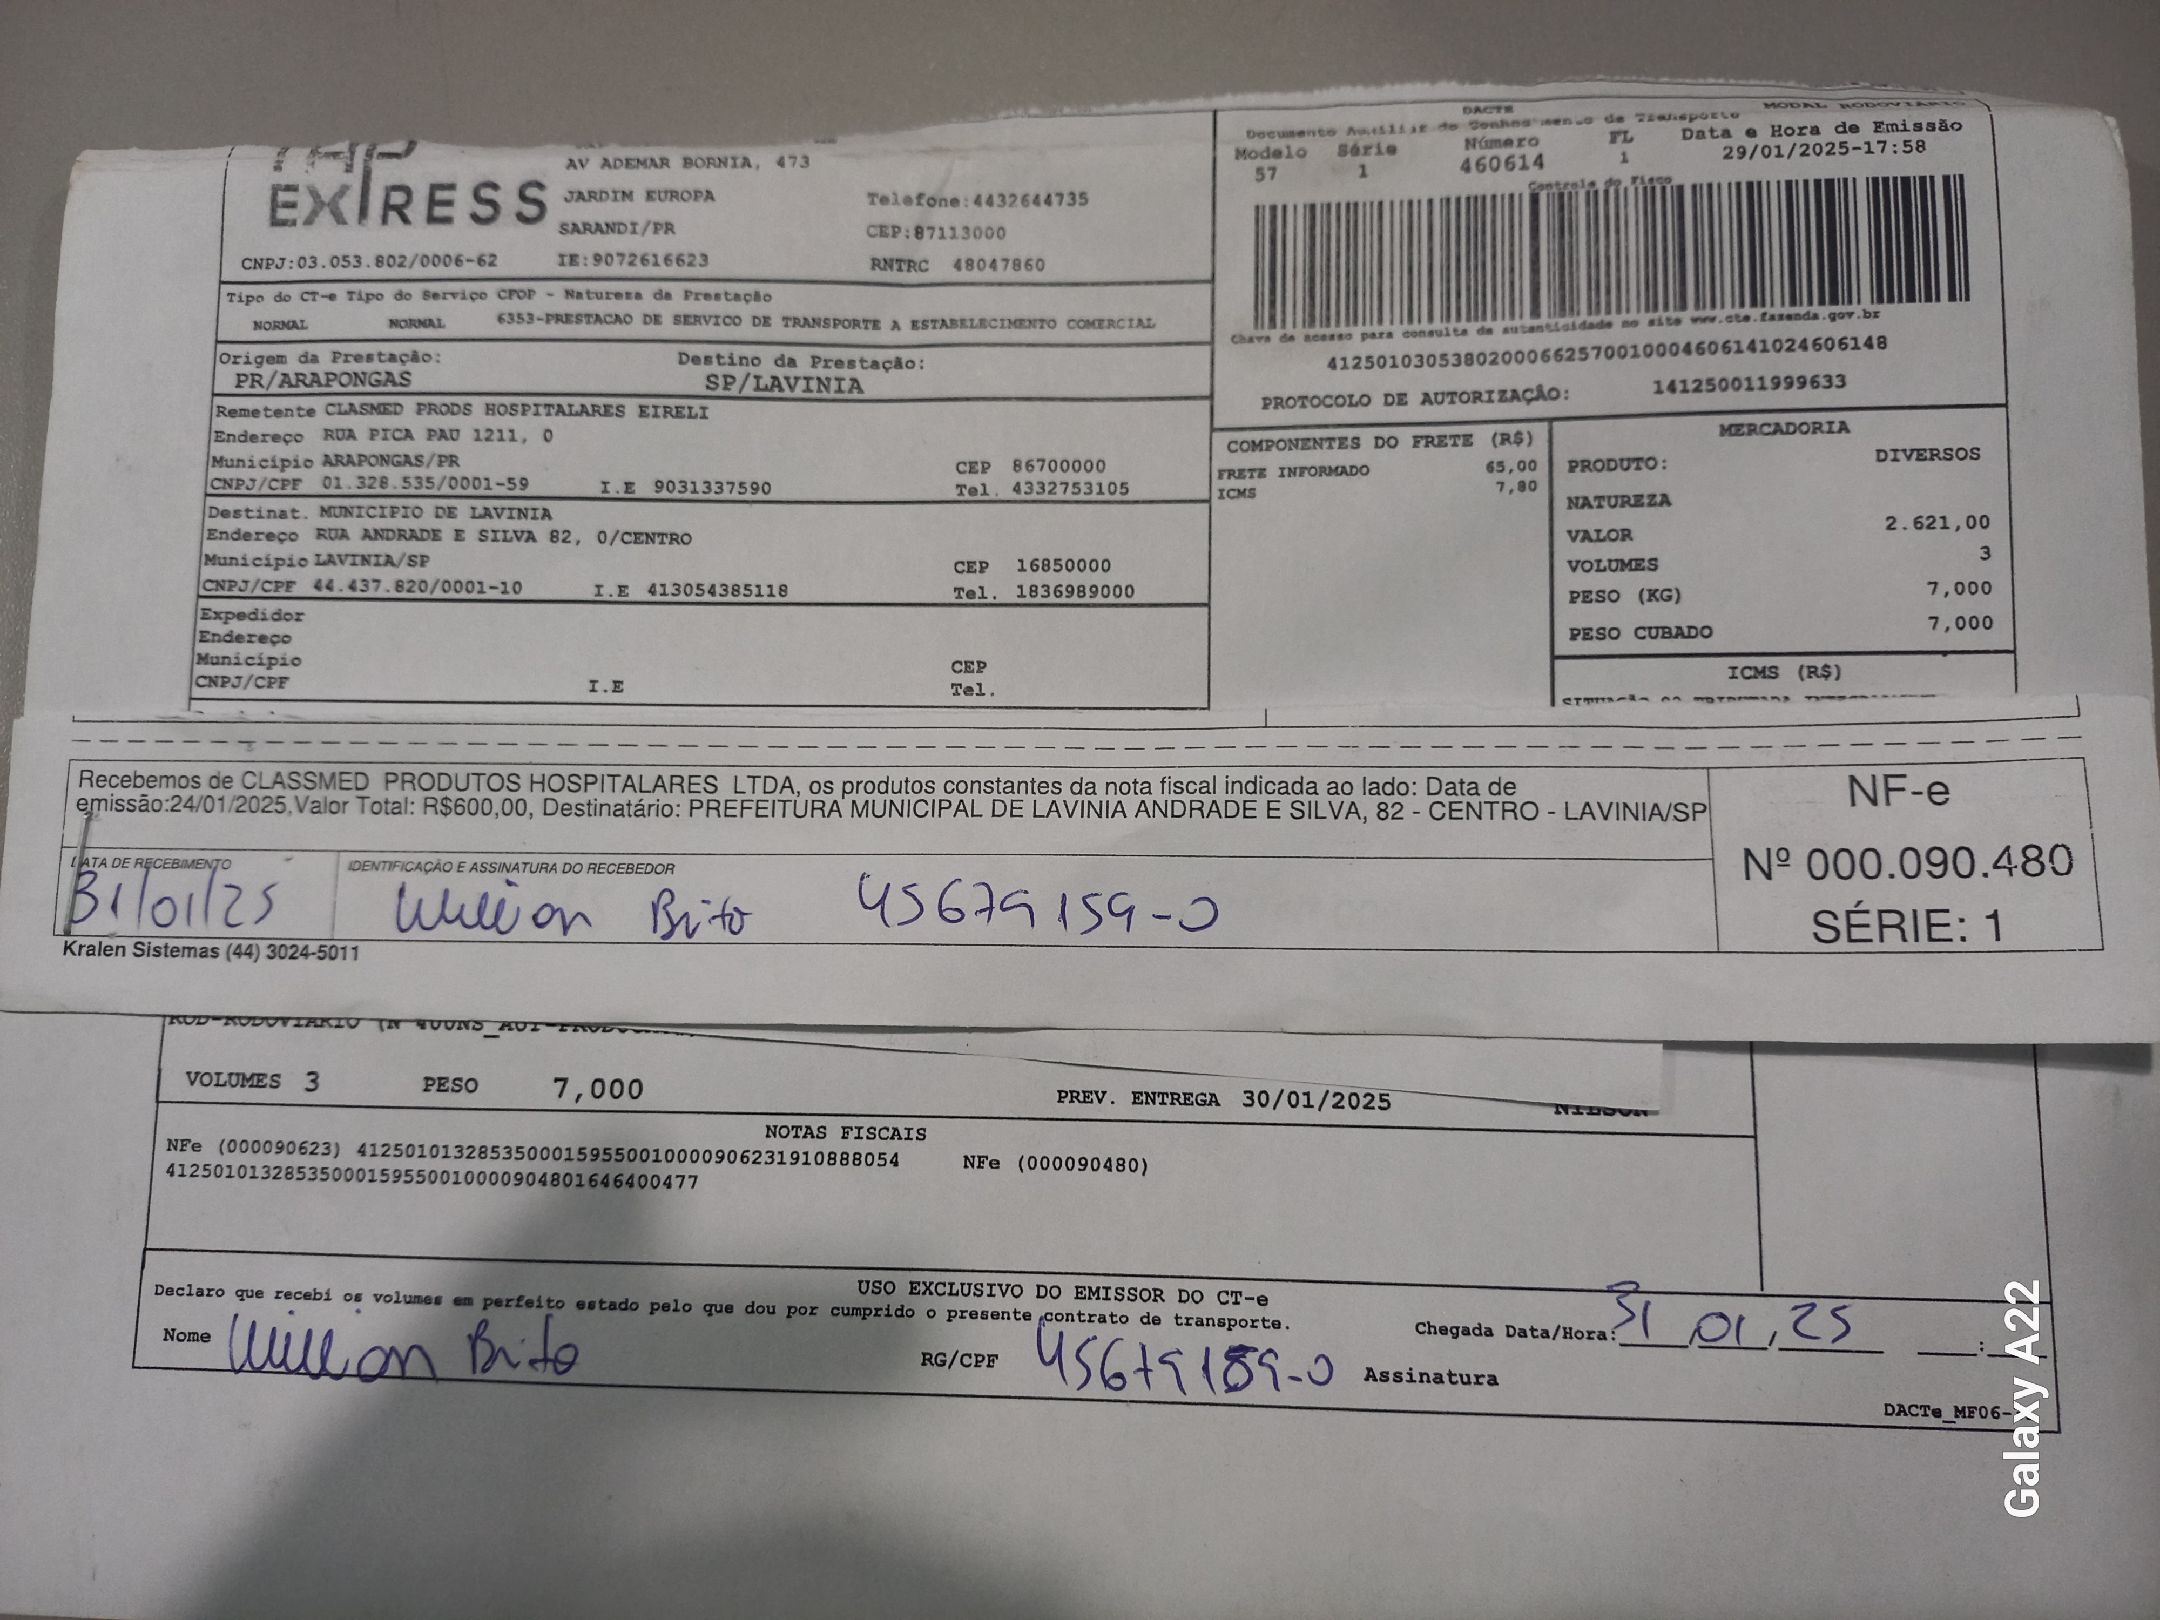 EXPRESS
AV ADEMAR BORNIA, 473
JARDIM EUROPA
SARANDI/PR
Telefone:4432644735
CEP:87113000
CNPJ:03.053.802/0006-62 IE:9072616623 RNTRC 48047860
Tipo do CT-e Tipo do Serviço CFOP - Natureza da Prestação
NORMAL NORMAL 6353-PRESTACAO DE SERVICO DE TRANSPORTE A ESTABELECIMENTO COMERCIAL
Origem da Prestação: Destino da Prestação:
PR/ARAPONGAS SP/LAVINIA
Remetente CLASMED PRODS HOSPITALARES EIRELI
Endereço RUA PICA PAU 1211, 0
Município ARAPONGAS/PR CEP 86700000
CNPJ/CPF 01.328.535/0001-59 I.E 9031337590 Tel. 4332753105
Destinat. MUNICIPIO DE LAVINIA
Endereço RUA ANDRADE E SILVA 82, 0/CENTRO
Município LAVINIA/SP CEP 16850000
CNPJ/CPF 44.437.820/0001-10 I.E 413054385118 Tel. 1836989000
Expedidor
Endereço
Município CEP
CNPJ/CPF I.E Tel.
DACTE MODAL RODOVIÁRIO
Documento Auxiliar do Conhecimento de Transporte
Modelo Série Número FL Data e Hora de Emissão
57 1 460614 1 29/01/2025-17:58
Controle do Fisco
Chave de acesso para consulta de autenticidade no site www.cte.fazenda.gov.br
41250103053802000662570010004606141024606148
PROTOCOLO DE AUTORIZAÇÃO: 141250011999633
COMPONENTES DO FRETE (R$)
FRETE INFORMADO 65,00
ICMS 7,80
MERCADORIA
PRODUTO: DIVERSOS
NATUREZA
VALOR 2.621,00
VOLUMES 3
PESO (KG) 7,000
PESO CUBADO 7,000
ICMS (R$)
Recebemos de CLASSMED PRODUTOS HOSPITALARES LTDA, os produtos constantes da nota fiscal indicada ao lado: Data de
emissão:24/01/2025,Valor Total: R$600,00, Destinatário: PREFEITURA MUNICIPAL DE LAVINIA ANDRADE E SILVA, 82 - CENTRO - LAVINIA/SP
DATA DE RECEBIMENTO IDENTIFICAÇÃO E ASSINATURA DO RECEBEDOR
31/01/25 Willion Brito 45679159-0
NF-e
Nº 000.090.480
SÉRIE: 1
Kralen Sistemas (44) 3024-5011
VOLUMES 3 PESO 7,000 PREV. ENTREGA 30/01/2025 NILSON
NOTAS FISCAIS
NFe (000090623) 41250101328535000159550010000906231910888054 NFe (000090480)
41250101328535000159550010000904801646400477
USO EXCLUSIVO DO EMISSOR DO CT-e
Declaro que recebi os volumes em perfeito estado pelo que dou por cumprido o presente contrato de transporte.
Nome Willion Brito RG/CPF 45679159-0 Assinatura
Chegada Data/Hora: 31 01, 25 :
DACTe_MF06-
Galaxy A22